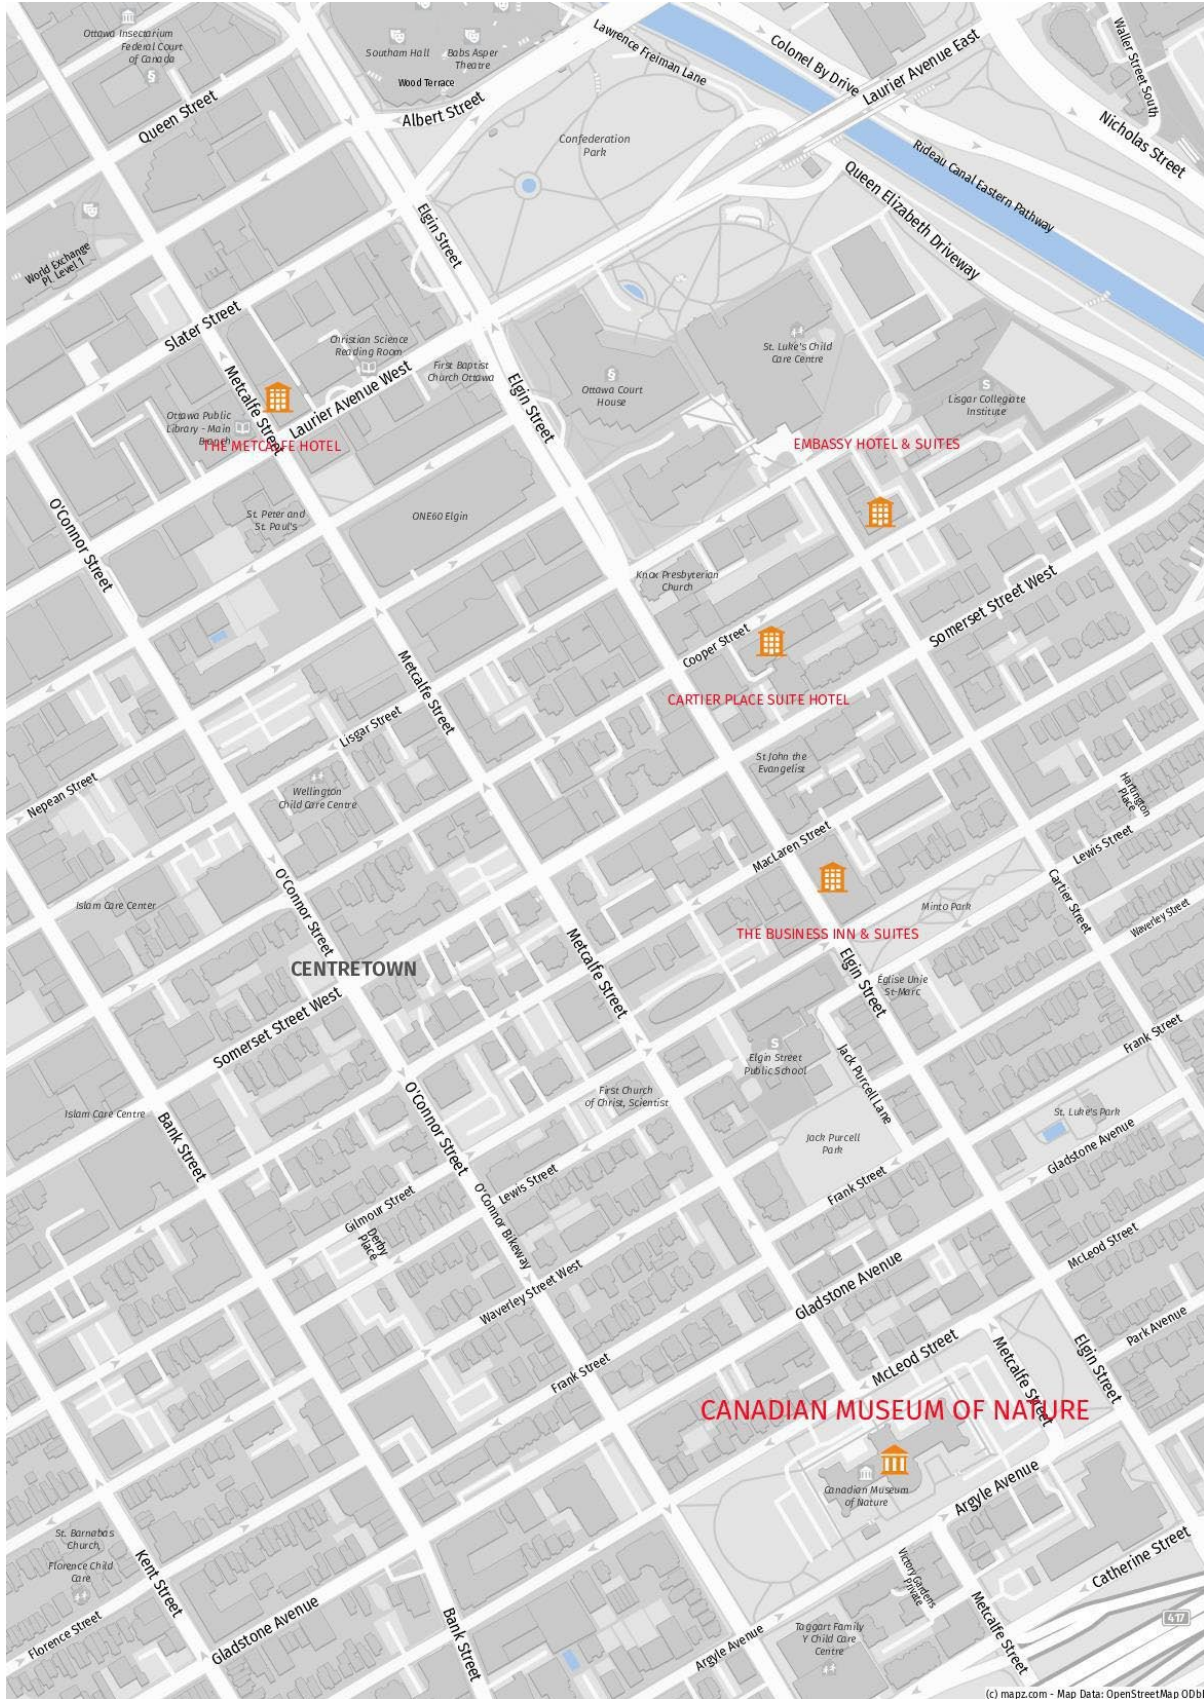 Ottawa Insectarium
Federal Court
of Canada
§
Queen Street
Southam Hall
Babs Asper
Theatre
Wood Terrace
Albert Street
Lawrence Freiman Lane
Colonel By Drive
Laurier Avenue East
Waller Street South
Nicholas Street
Confederation
Park
Rideau Canal Eastern Pathway
Queen Elizabeth Driveway
Elgin Street
World Exchange
Pl. Level 1
Slater Street
Christian Science
Reading Room
First Baptist
Church Ottawa
Laurier Avenue West
Metcalfe Street
Ottawa Public
Library - Main
Branch
THE METCALFE HOTEL
Elgin Street
§
Ottawa Court
House
St. Luke's Child
Care Centre
S
Lisgar Collegiate
Institute
EMBASSY HOTEL & SUITES
O'Connor Street
St. Peter and
St. Paul's
ONE60 Elgin
Knox Presbyterian
Church
Cooper Street
Somerset Street West
CARTIER PLACE SUITE HOTEL
Metcalfe Street
Lisgar Street
Nepean Street
Wellington
Child Care Centre
St John the
Evangelist
Hartington
Place
Lewis Street
MacLaren Street
Cartier Street
Waverley Street
Minto Park
THE BUSINESS INN & SUITES
Islam Care Center
O'Connor Street
CENTRETOWN
Metcalfe Street
Elgin Street
Église Unie
St-Marc
Somerset Street West
Frank Street
S
Elgin Street
Public School
Jack Purcell Lane
First Church
of Christ, Scientist
Islam Care Centre
Bank Street
O'Connor Street
St. Luke's Park
Gladstone Avenue
Jack Purcell
Park
Frank Street
Lewis Street
Gilmour Street
Derby
Place
O'Connor Bikeway
McLeod Street
Waverley Street West
Gladstone Avenue
Park Avenue
Elgin Street
McLeod Street
Metcalfe Street
Frank Street
CANADIAN MUSEUM OF NATURE
Canadian Museum
of Nature
Argyle Avenue
St. Barnabas
Church,
Florence Child
Care
Kent Street
Florence Street
Gladstone Avenue
Bank Street
Catherine Street
Victory Gardens
Private
Metcalfe Street
417
Taggart Family
Y Child Care
Centre
Argyle Avenue
(c) mapz.com - Map Data: OpenStreetMap ODbL